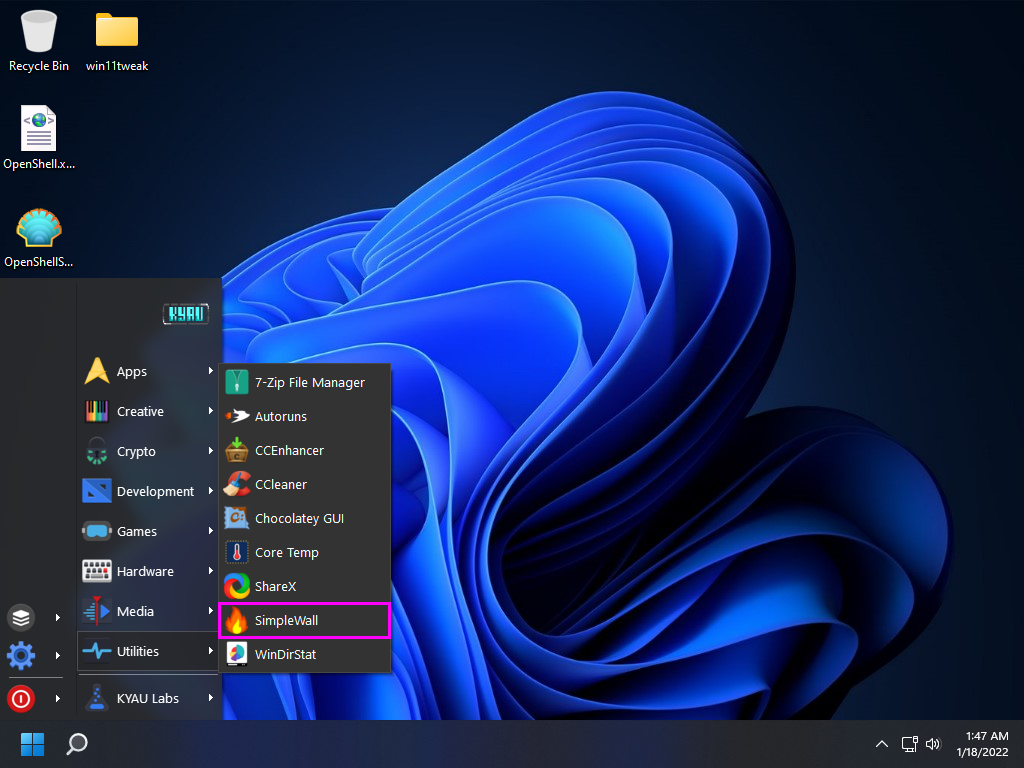 Recycle Bin
win11tweak
OpenShell.x...
OpenShellS...
KYAU
Apps
Creative
Crypto
Development
Games
Hardware
Media
Utilities
KYAU Labs
7-Zip File Manager
Autoruns
CCEnhancer
CCleaner
Chocolatey GUI
Core Temp
ShareX
SimpleWall
WinDirStat
1:47 AM
1/18/2022